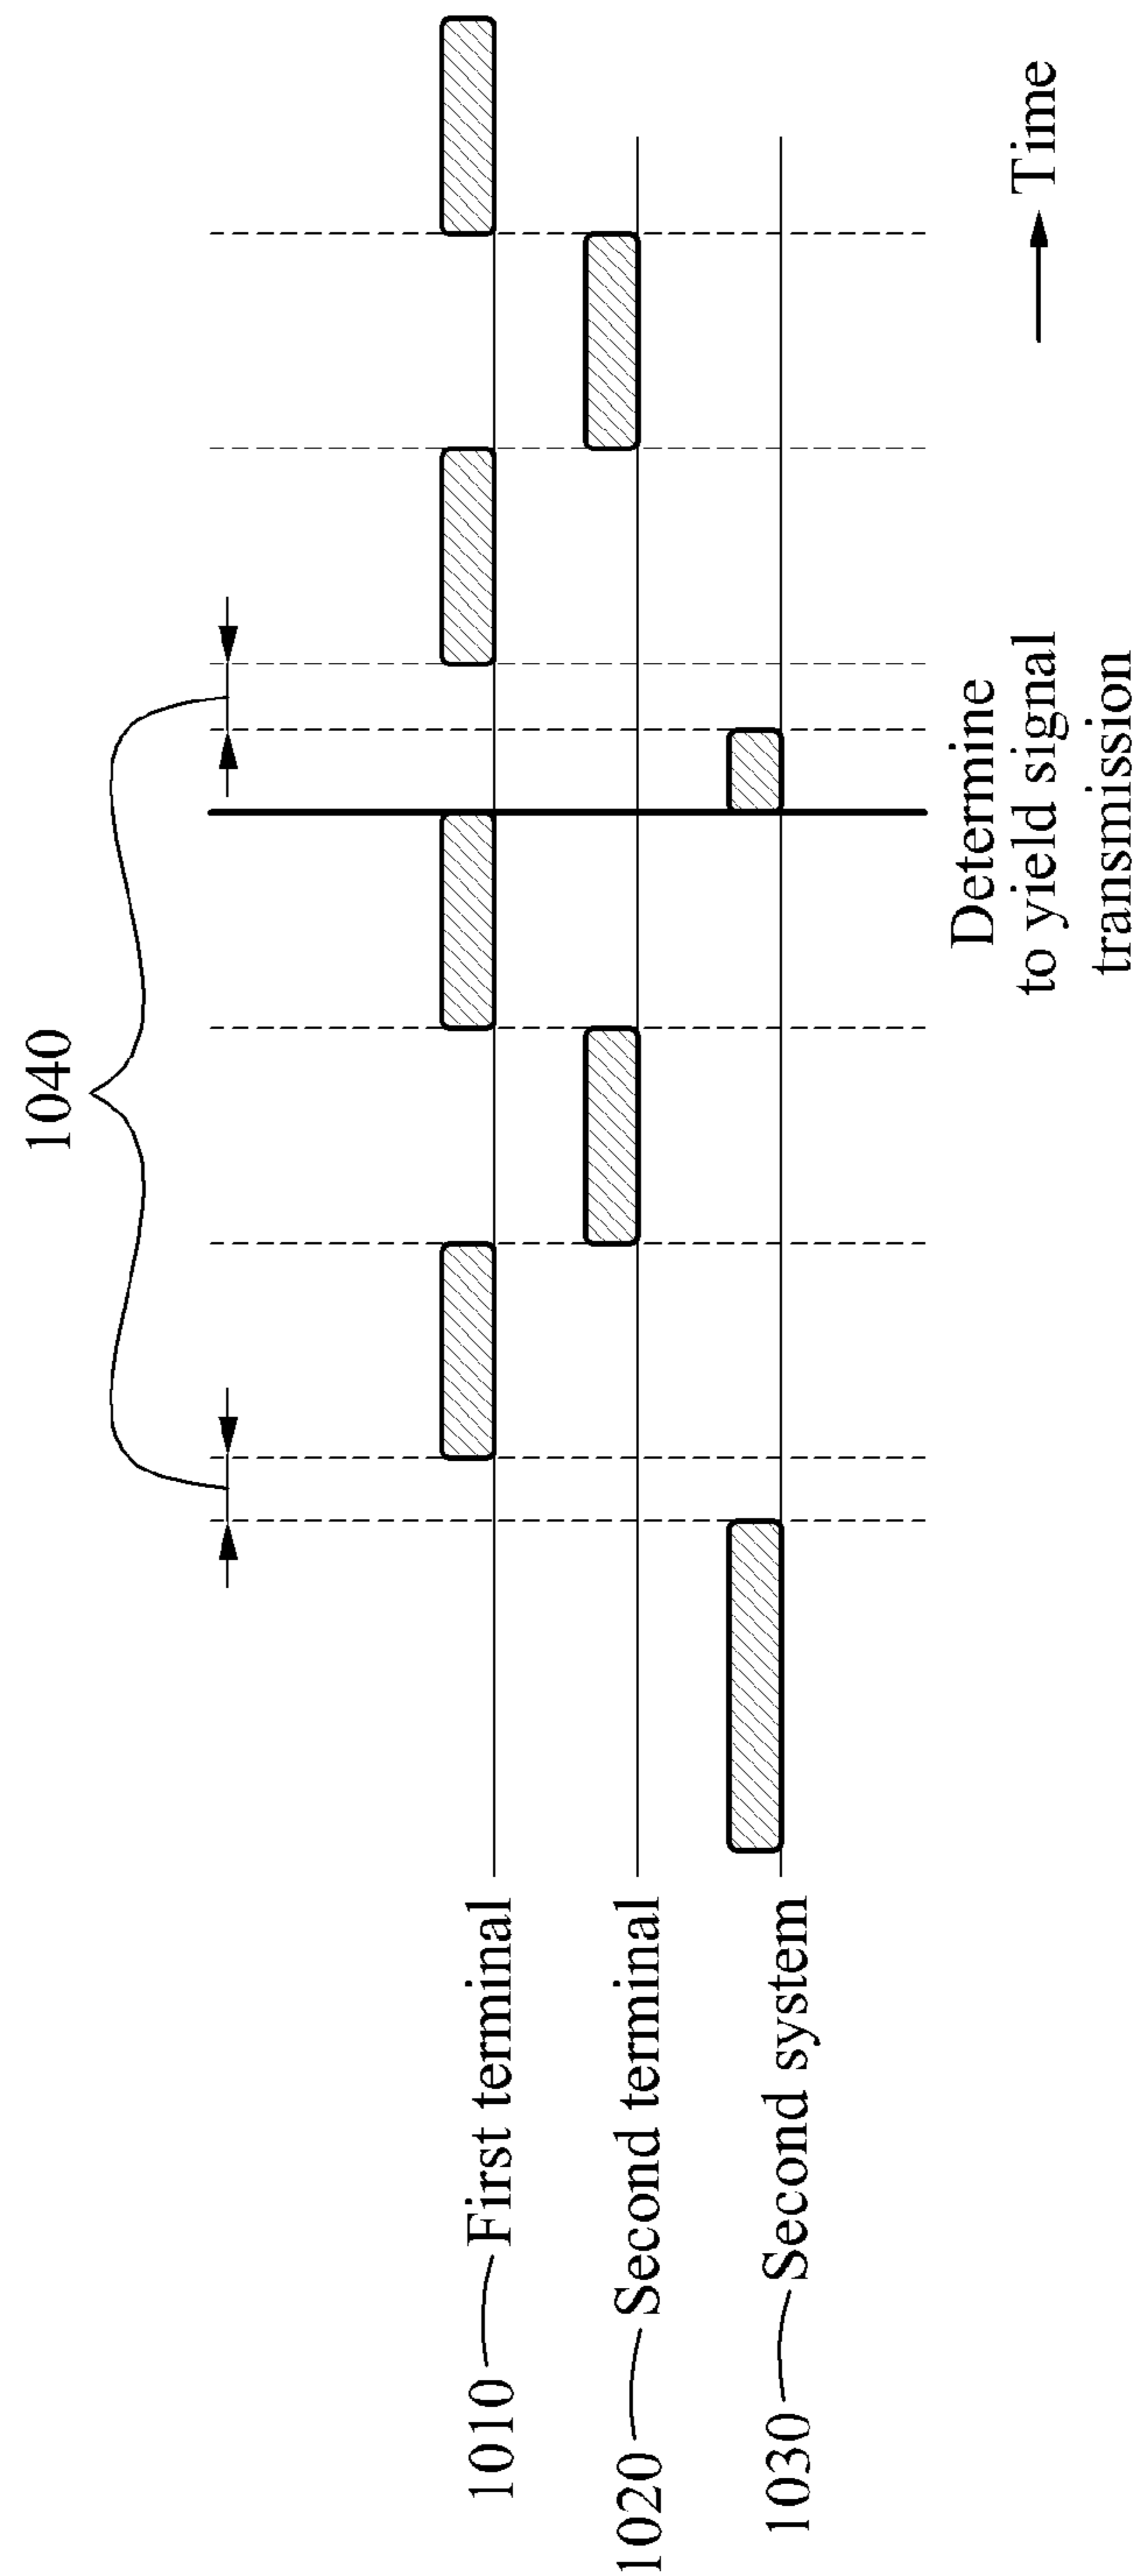 1040
1010 First terminal
1020 Second terminal
1030 Second system
Determine
to yield signal
transmission
Time